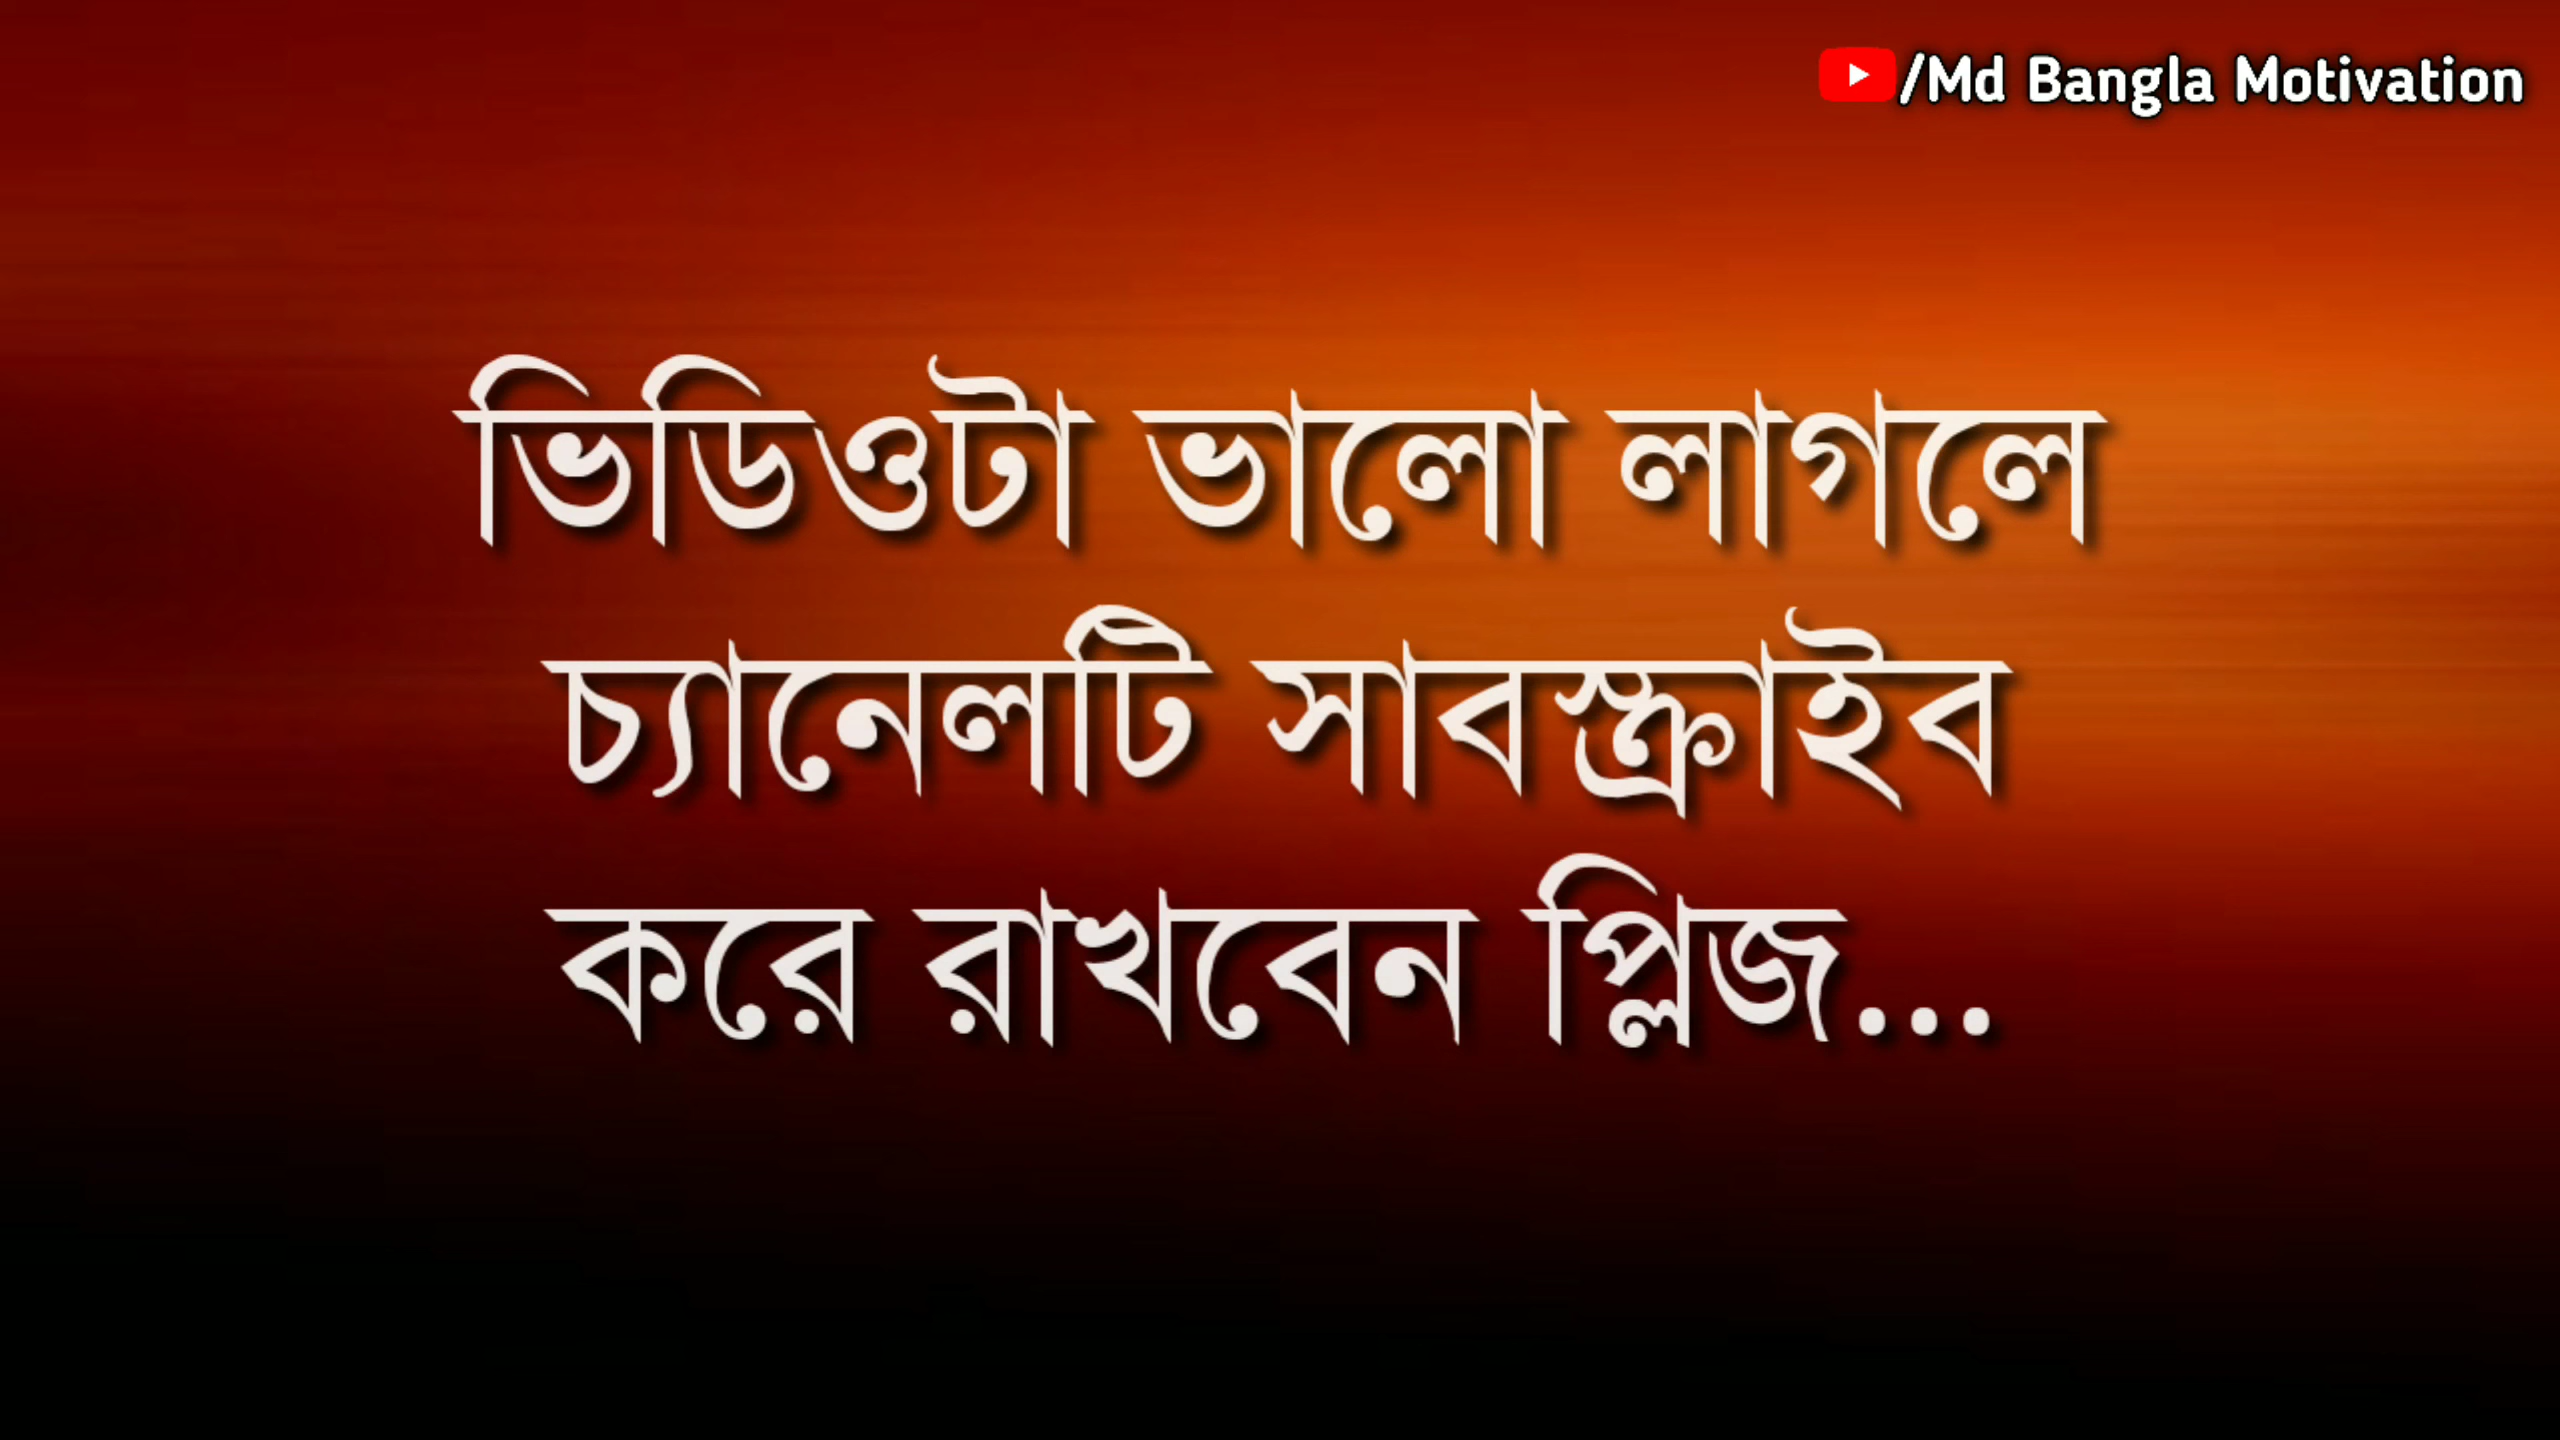 /Md Bangla Motivation
ভিডিওটা ভালো লাগলে
চ্যানেলটি সাবস্ক্রাইব
করে রাখবেন প্লিজ...